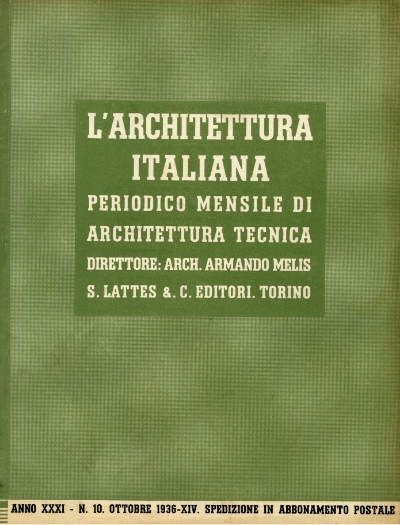 L'ARCHITETTURA
ITALIANA
PERIODICO MENSILE DI
ARCHITETTURA TECNICA
DIRETTORE: ARCH. ARMANDO MELIS
S. LATTES &. C. EDITORI. TORINO
ANNO XXXI - N. 10. OTTOBRE 1936-XIV. SPEDIZIONE IN ABBONAMENTO POSTALE